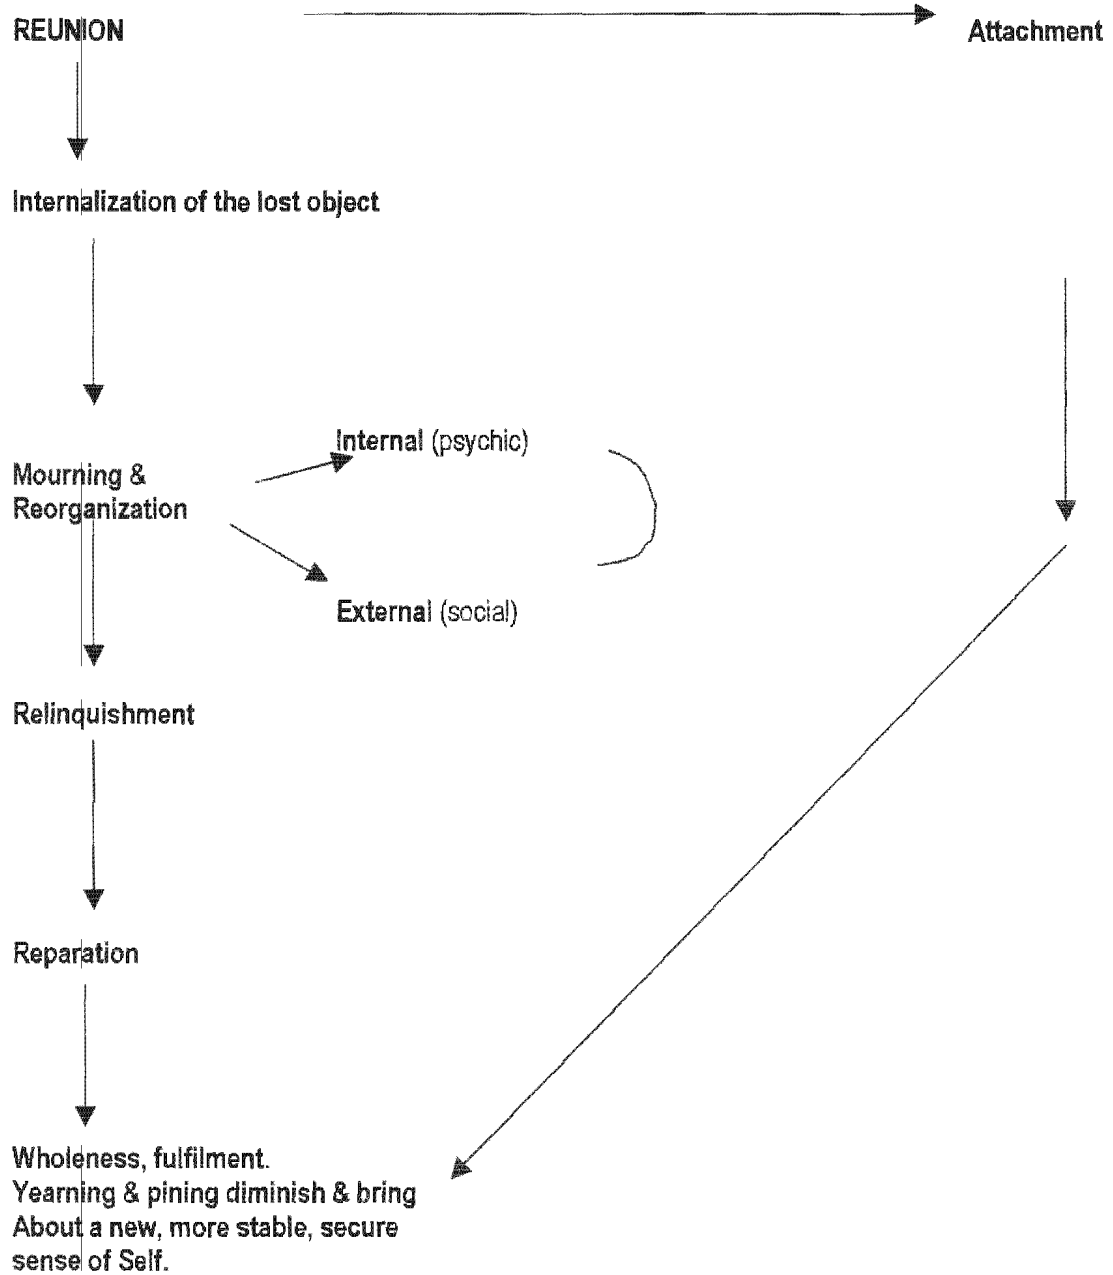 REUNION
Attachment
Internalization of the lost object
Internal (psychic)
Mourning &
Reorganization
External (social)
Relinquishment
Reparation
Wholeness, fulfilment.
Yearning & pining diminish & bring
About a new, more stable, secure
sense of Self.